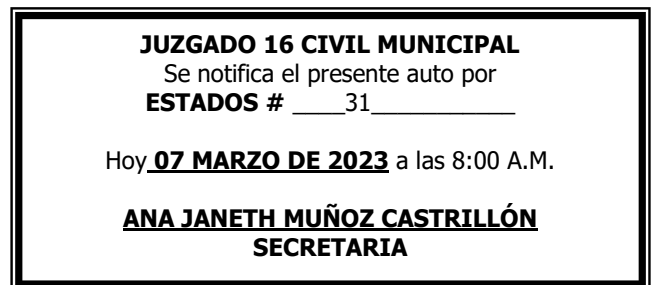 JUZGADO 16 CIVIL MUNICIPAL
Se notifica el presente auto por
ESTADOS # ____31___________
Hoy 07 MARZO DE 2023 a las 8:00 A.M.
ANA JANETH MUÑOZ CASTRILLÓN
SECRETARIA